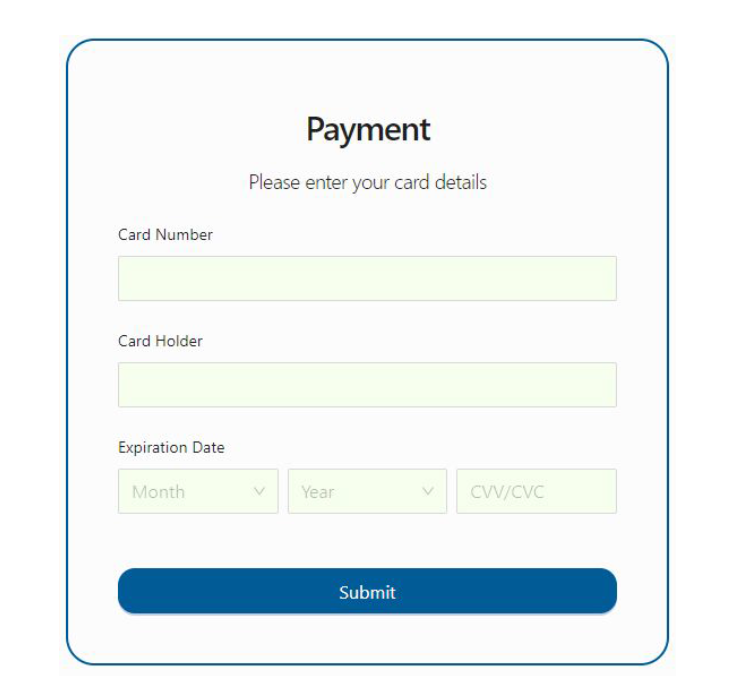 Payment
Please enter your card details
Card Number
Card Holder
Expiration Date
Month Year CVV/CVC
Submit